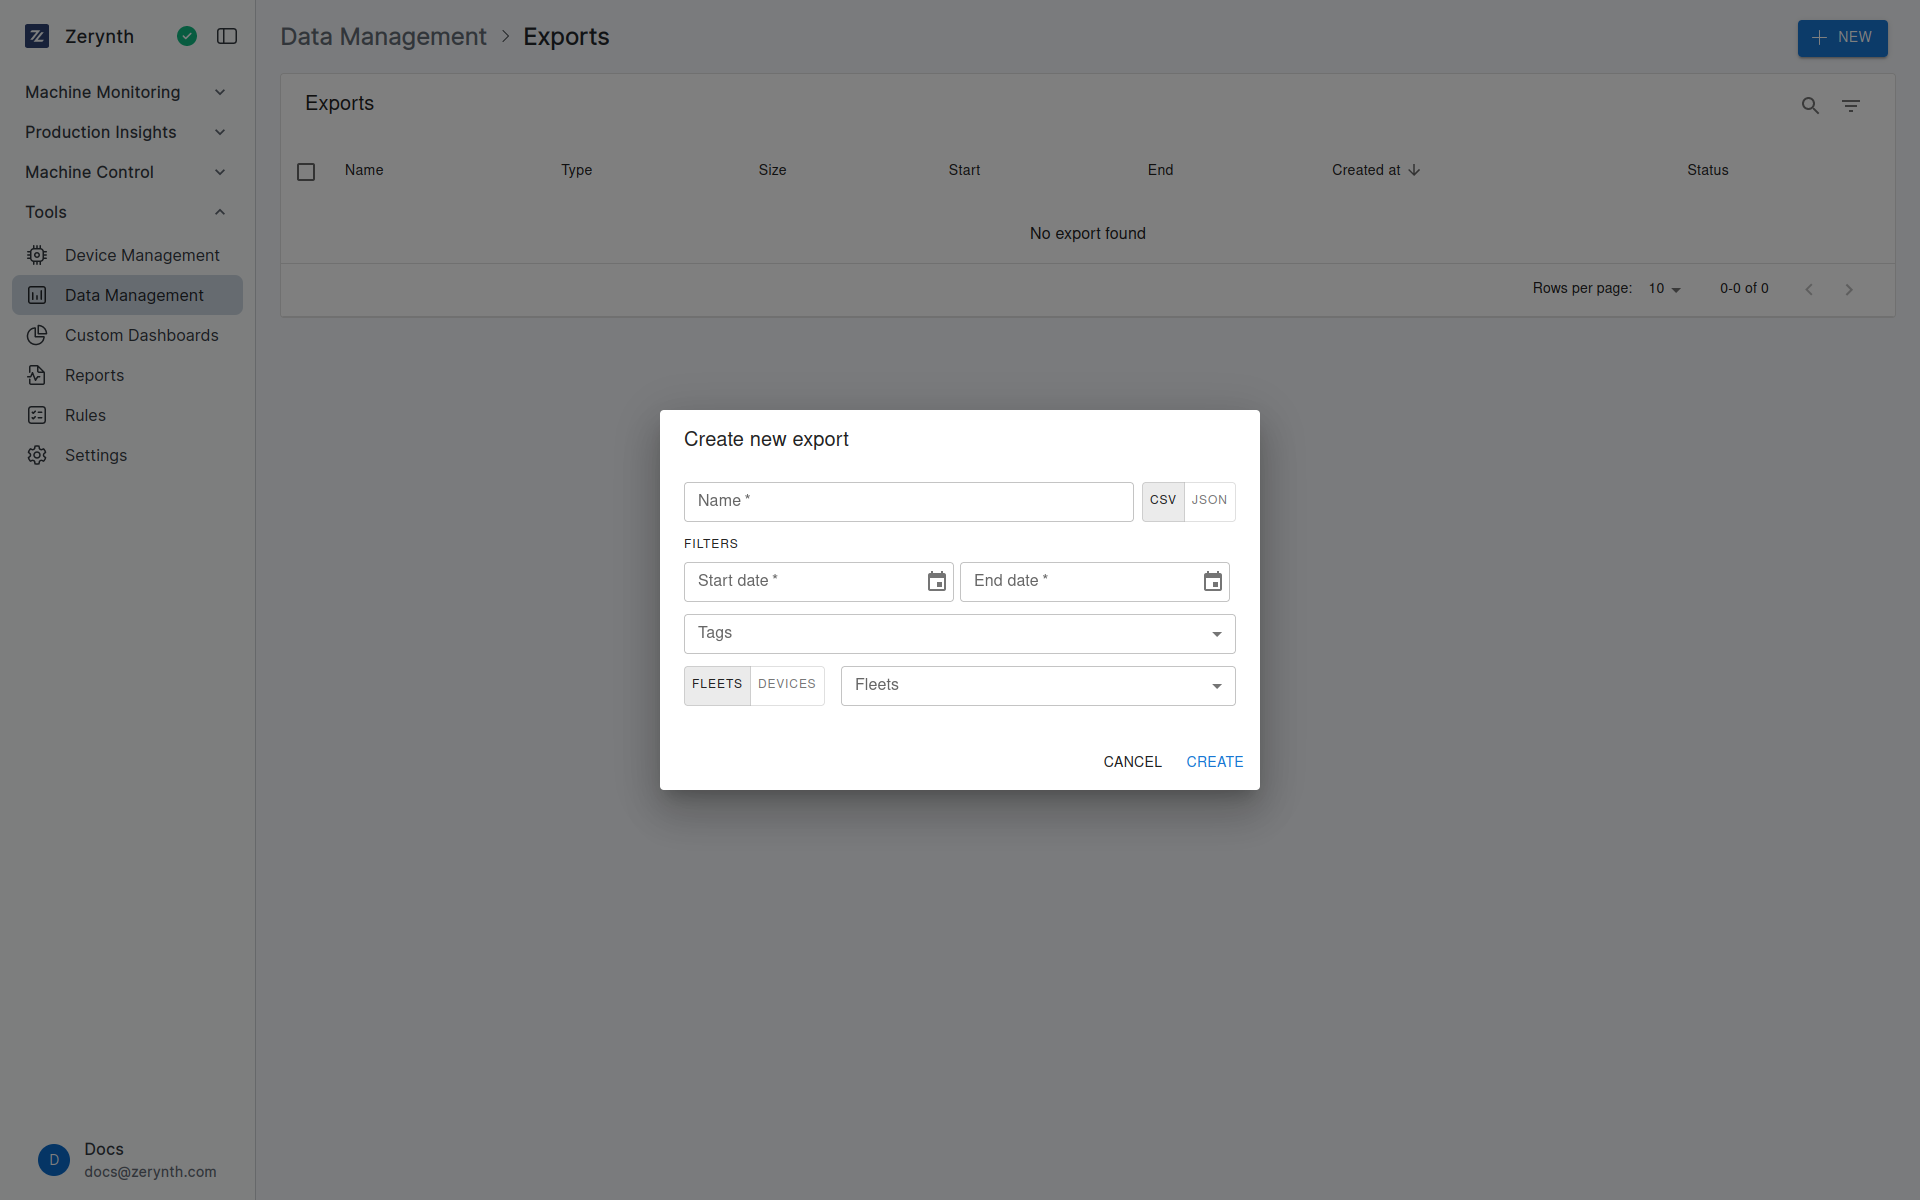 Zerynth
Machine Monitoring
Production Insights
Machine Control
Tools
Device Management
Data Management
Custom Dashboards
Reports
Rules
Settings
Docs
D
docs@zerynth.com
Data Management > Exports
NEW
Exports
Name Type Size Start End Created at Status
No export found
Rows per page: 10 0-0 of 0
Create new export
Name * CSV JSON
FILTERS
Start date * End date *
Tags
FLEETS DEVICES Fleets
CANCEL CREATE